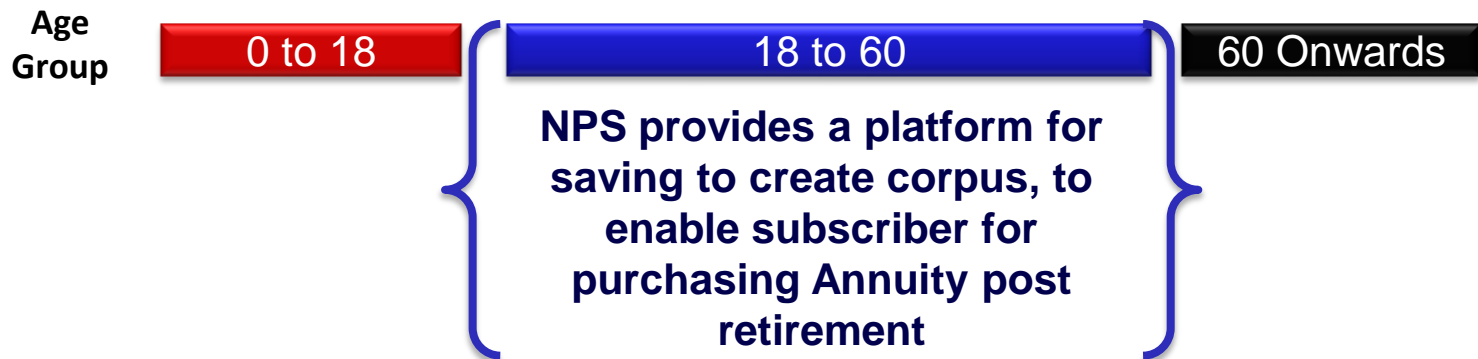 Age
Group
0 to 18
18 to 60
60 Onwards
NPS provides a platform for
saving to create corpus, to
enable subscriber for
purchasing Annuity post
retirement